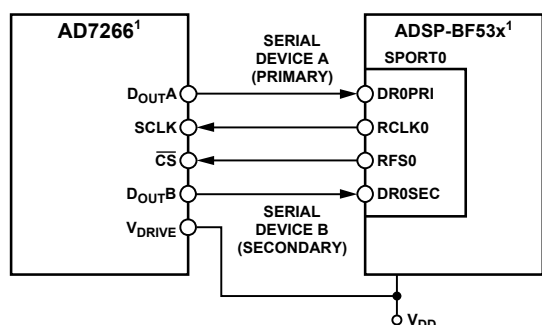 AD7266¹
ADSP-BF53x¹
SERIAL
DEVICE A
(PRIMARY)
SPORT0
DOUTA
DR0PRI
SCLK
RCLK0
CS
RFS0
DOUTB
DR0SEC
VDRIVE
SERIAL
DEVICE B
(SECONDARY)
VDD